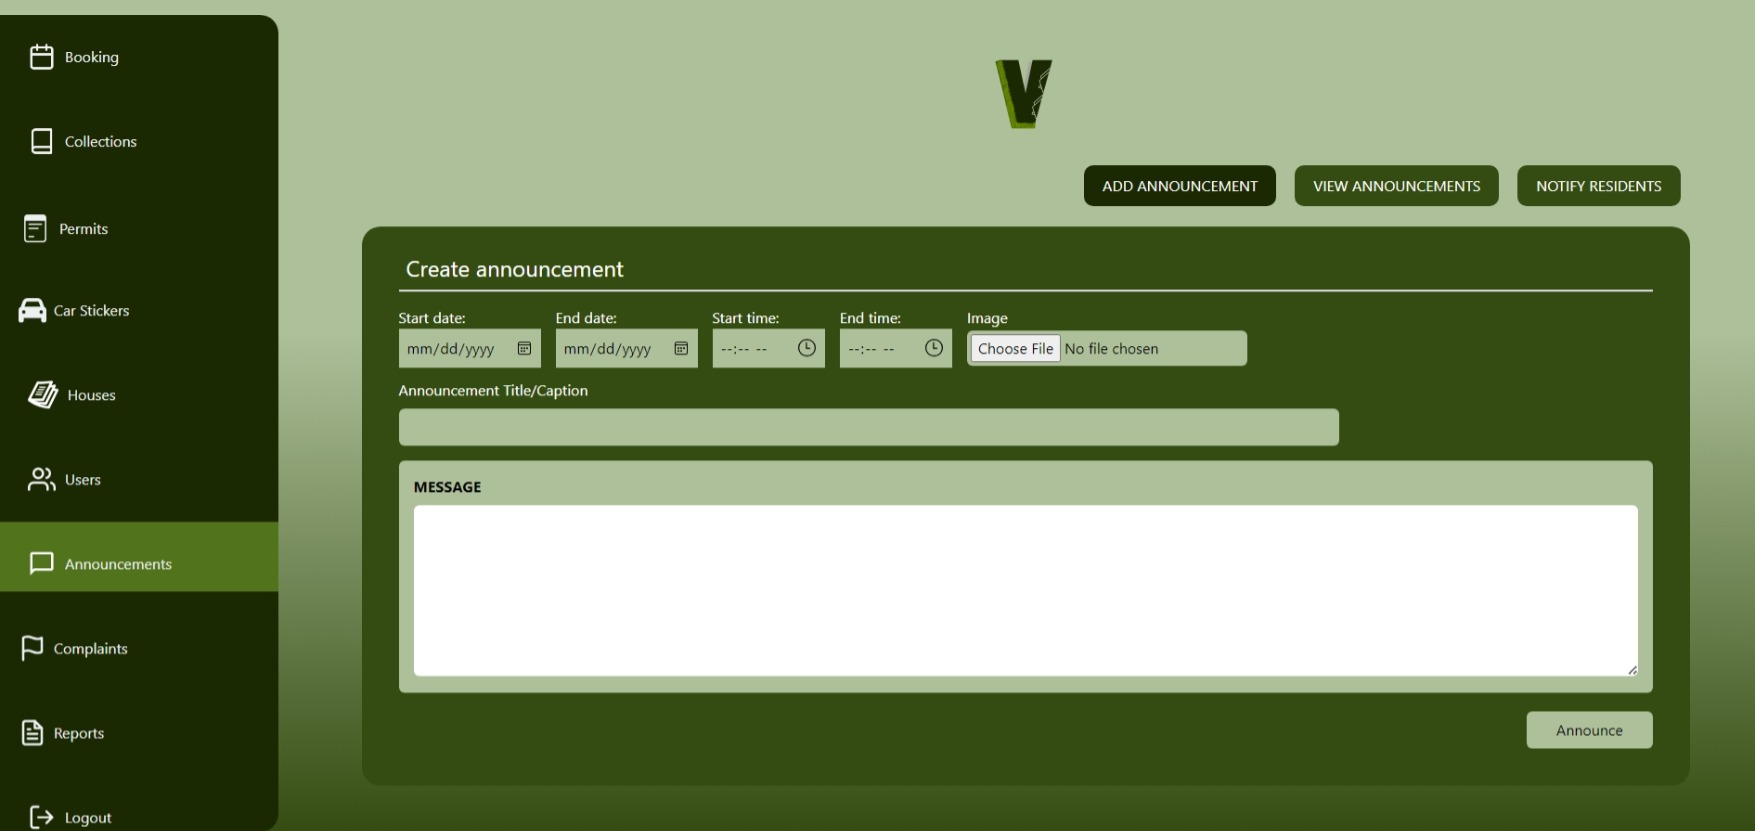 Booking
Collections
Permits
Car Stickers
Houses
Users
Announcements
Complaints
Reports
Logout
V
ADD ANNOUNCEMENT VIEW ANNOUNCEMENTS NOTIFY RESIDENTS
Create announcement
Start date: End date: Start time: End time: Image
mm/dd/yyyy mm/dd/yyyy --:-- -- --:-- -- Choose File No file chosen
Announcement Title/Caption
MESSAGE
Announce